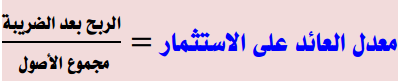 معدل العائد على الاستثمار = الربح بعد الضريبة
مجموع الأصول